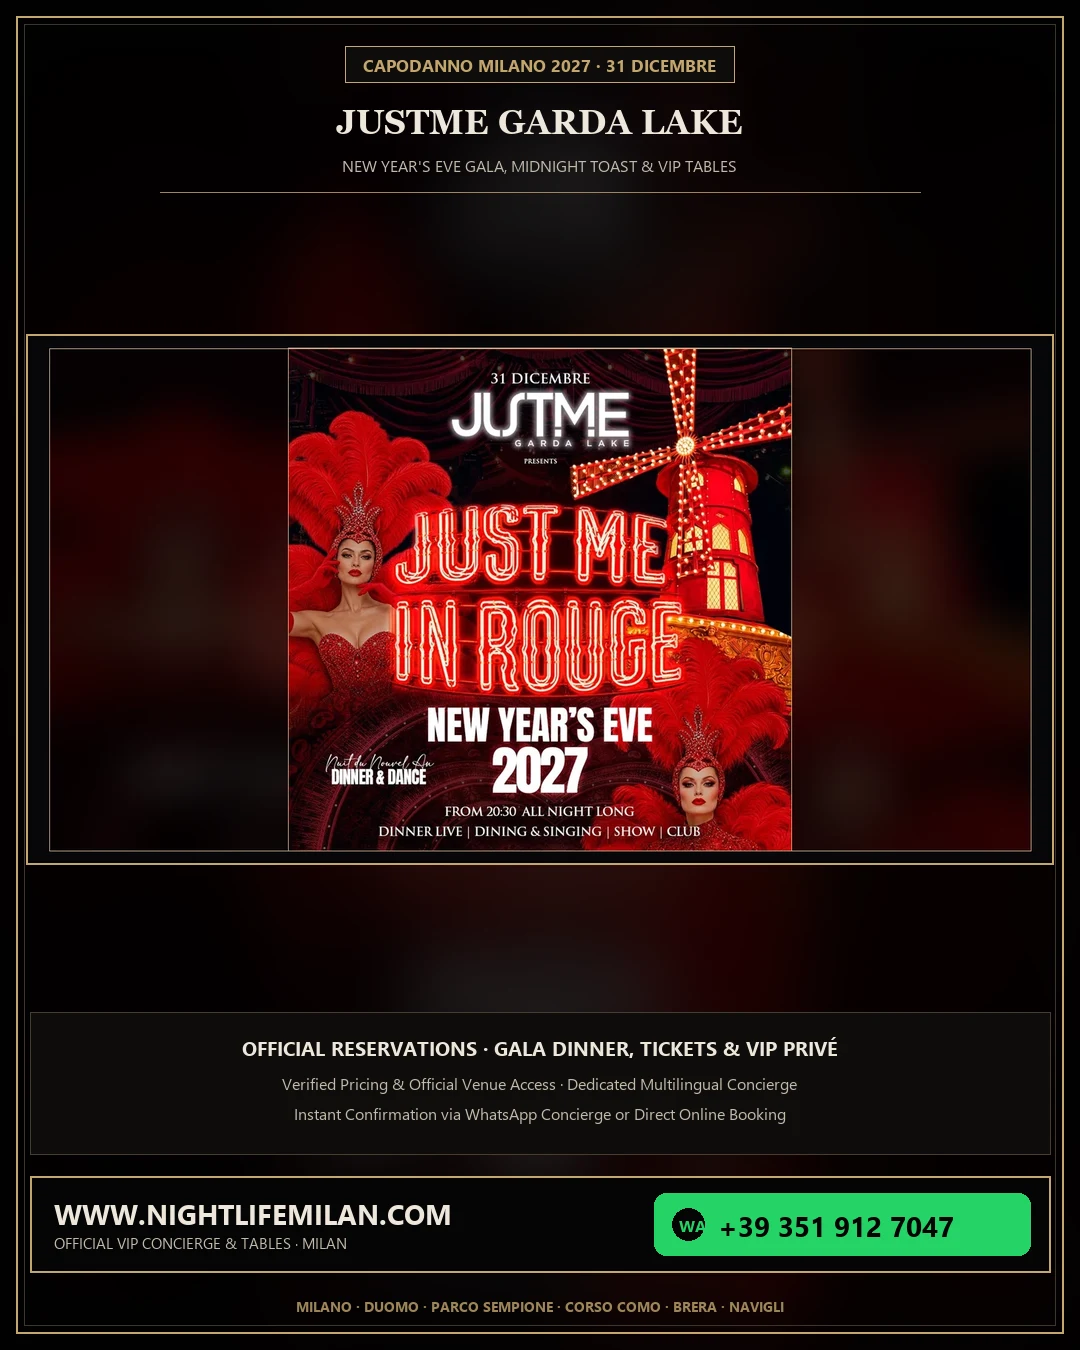 CAPODANNO MILANO 2027 · 31 DICEMBRE
JUSTME GARDA LAKE
NEW YEAR'S EVE GALA, MIDNIGHT TOAST & VIP TABLES
31 DICEMBRE
JUSTME
GARDA LAKE
PRESENTS
JUST ME
IN ROUGE
NEW YEAR'S EVE
2027
Nuit du Nouvel An
DINNER & DANCE
FROM 20:30 ALL NIGHT LONG
DINNER LIVE | DINING & SINGING | SHOW | CLUB
OFFICIAL RESERVATIONS · GALA DINNER, TICKETS & VIP PRIVÉ
Verified Pricing & Official Venue Access · Dedicated Multilingual Concierge
Instant Confirmation via WhatsApp Concierge or Direct Online Booking
WWW.NIGHTLIFEMILAN.COM
OFFICIAL VIP CONCIERGE & TABLES · MILAN
WA +39 351 912 7047
MILANO · DUOMO · PARCO SEMPIONE · CORSO COMO · BRERA · NAVIGLI